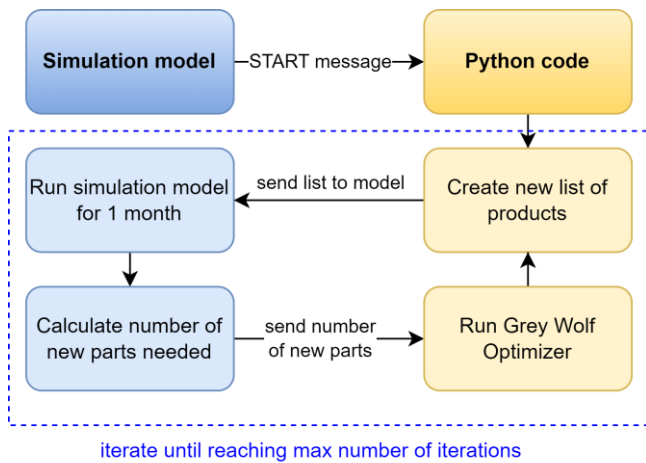 Simulation model
START message
Python code
Run simulation model
for 1 month
send list to model
Create new list of
products
Calculate number of
new parts needed
send number
of new parts
Run Grey Wolf
Optimizer
iterate until reaching max number of iterations